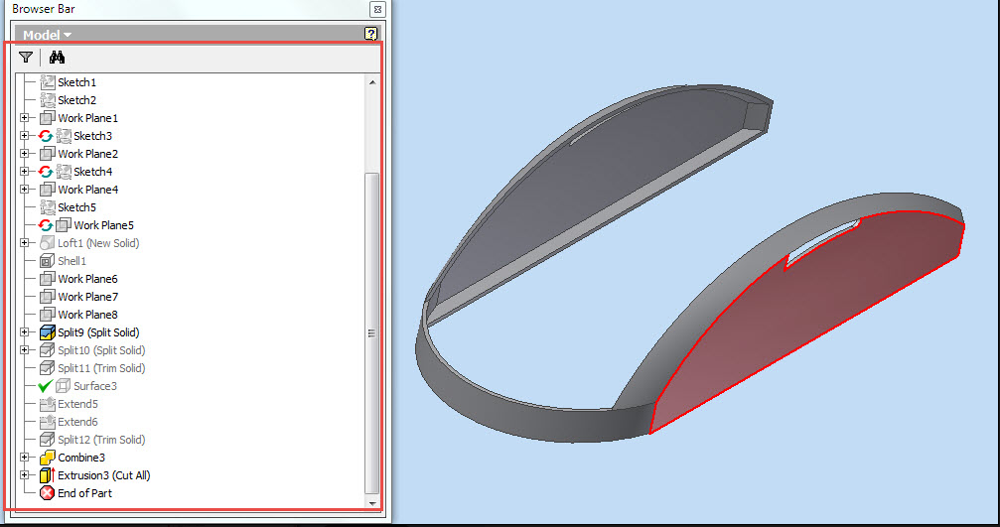 Browser Bar
Model
Sketch1
Sketch2
Work Plane1
Sketch3
Work Plane2
Sketch4
Work Plane4
Sketch5
Work Plane5
Loft1 (New Solid)
Shell1
Work Plane6
Work Plane7
Work Plane8
Split9 (Split Solid)
Split10 (Split Solid)
Split11 (Trim Solid)
Surface3
Extend5
Extend6
Split12 (Trim Solid)
Combine3
Extrusion3 (Cut All)
End of Part